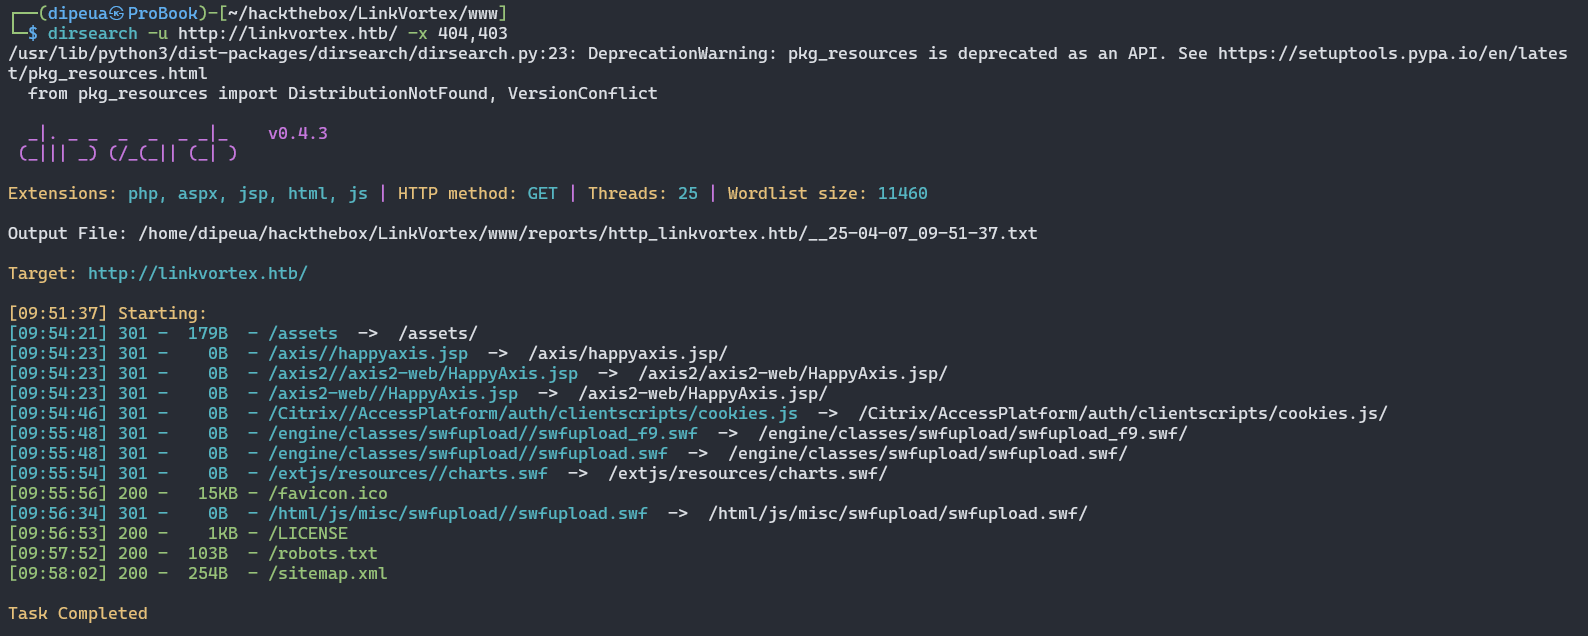 ┌──(dipeua㉿ProBook)-[~/hackthebox/LinkVortex/www]
└─$ dirsearch -u http://linkvortex.htb/ -x 404,403
/usr/lib/python3/dist-packages/dirsearch/dirsearch.py:23: DeprecationWarning: pkg_resources is deprecated as an API. See https://setuptools.pypa.io/en/lates
t/pkg_resources.html
  from pkg_resources import DistributionNotFound, VersionConflict

  _|. _ _  _  _  _ _|_    v0.4.3
 (_||| _) (/_(_|| (_| )

Extensions: php, aspx, jsp, html, js | HTTP method: GET | Threads: 25 | Wordlist size: 11460

Output File: /home/dipeua/hackthebox/LinkVortex/www/reports/http_linkvortex.htb/__25-04-07_09-51-37.txt

Target: http://linkvortex.htb/

[09:51:37] Starting:
[09:54:21] 301 -  179B  - /assets  ->  /assets/
[09:54:23] 301 -    0B  - /axis//happyaxis.jsp  ->  /axis/happyaxis.jsp/
[09:54:23] 301 -    0B  - /axis2//axis2-web/HappyAxis.jsp  ->  /axis2/axis2-web/HappyAxis.jsp/
[09:54:23] 301 -    0B  - /axis2-web//HappyAxis.jsp  ->  /axis2-web/HappyAxis.jsp/
[09:54:46] 301 -    0B  - /Citrix//AccessPlatform/auth/clientscripts/cookies.js  ->  /Citrix/AccessPlatform/auth/clientscripts/cookies.js/
[09:55:48] 301 -    0B  - /engine/classes/swfupload//swfupload_f9.swf  ->  /engine/classes/swfupload/swfupload_f9.swf/
[09:55:48] 301 -    0B  - /engine/classes/swfupload//swfupload.swf  ->  /engine/classes/swfupload/swfupload.swf/
[09:55:54] 301 -    0B  - /extjs/resources//charts.swf  ->  /extjs/resources/charts.swf/
[09:55:56] 200 -   15KB - /favicon.ico
[09:56:34] 301 -    0B  - /html/js/misc/swfupload//swfupload.swf  ->  /html/js/misc/swfupload/swfupload.swf/
[09:56:53] 200 -    1KB - /LICENSE
[09:57:52] 200 -  103B  - /robots.txt
[09:58:02] 200 -  254B  - /sitemap.xml

Task Completed